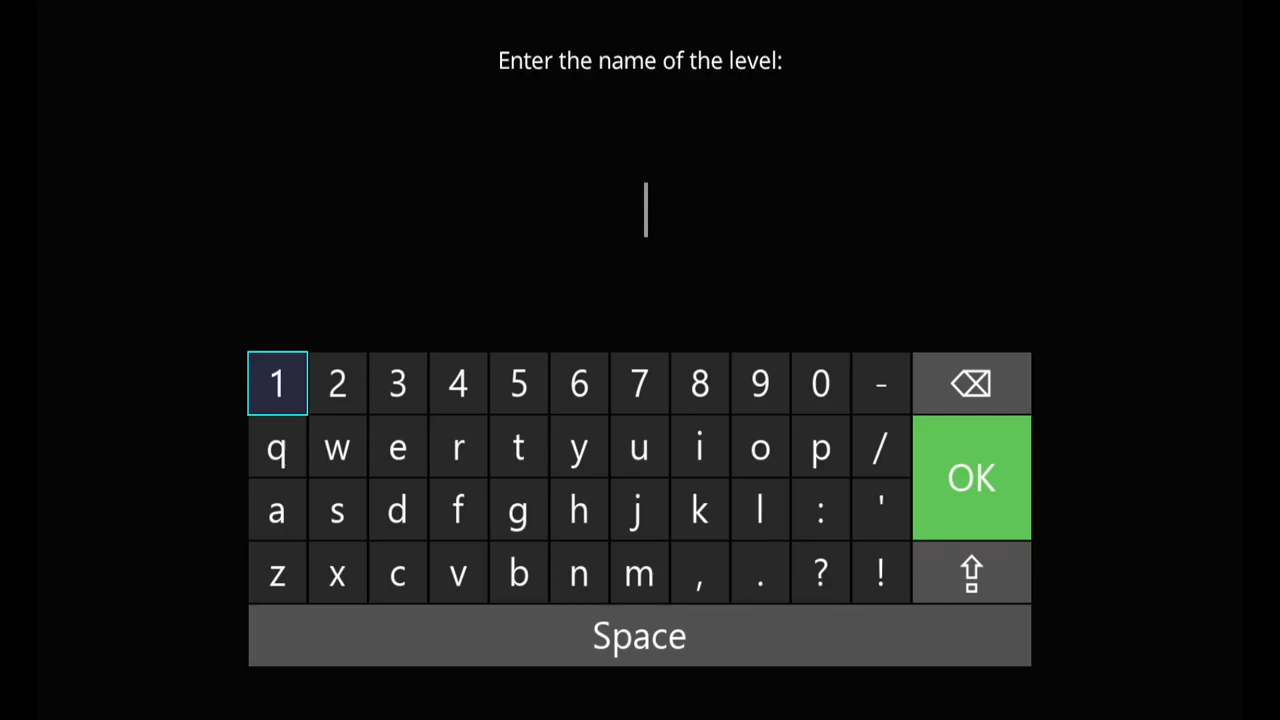 Enter the name of the level:
1 2 3 4 5 6 7 8 9 0 -
q w e r t y u i o p /
OK
a s d f g h j k l : '
z x c v b n m , . ? !
Space